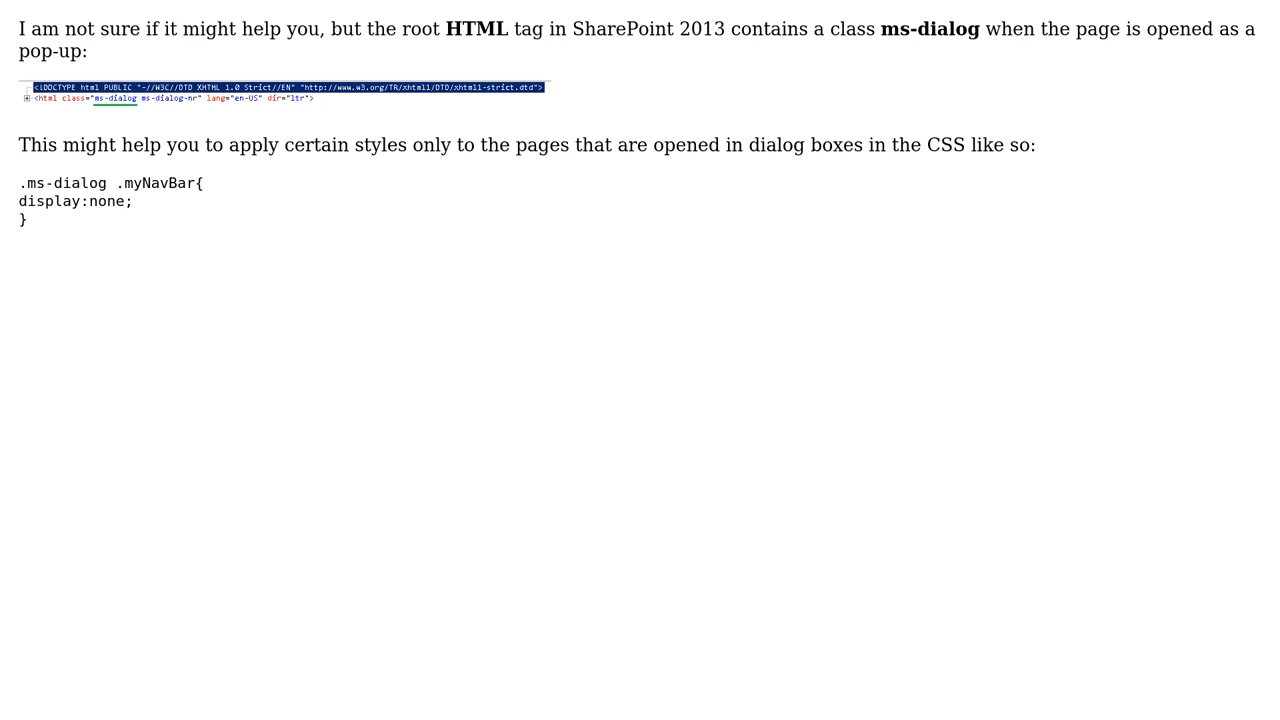 I am not sure if it might help you, but the root HTML tag in SharePoint 2013 contains a class ms-dialog when the page is opened as a
pop-up:
<!DOCTYPE html PUBLIC "-//W3C//DTD XHTML 1.0 Strict//EN" "http://www.w3.org/TR/xhtml1/DTD/xhtml1-strict.dtd">
<html class="ms-dialog ms-dialog-nr" lang="en-US" dir="ltr">
This might help you to apply certain styles only to the pages that are opened in dialog boxes in the CSS like so:
.ms-dialog .myNavBar{
display:none;
}